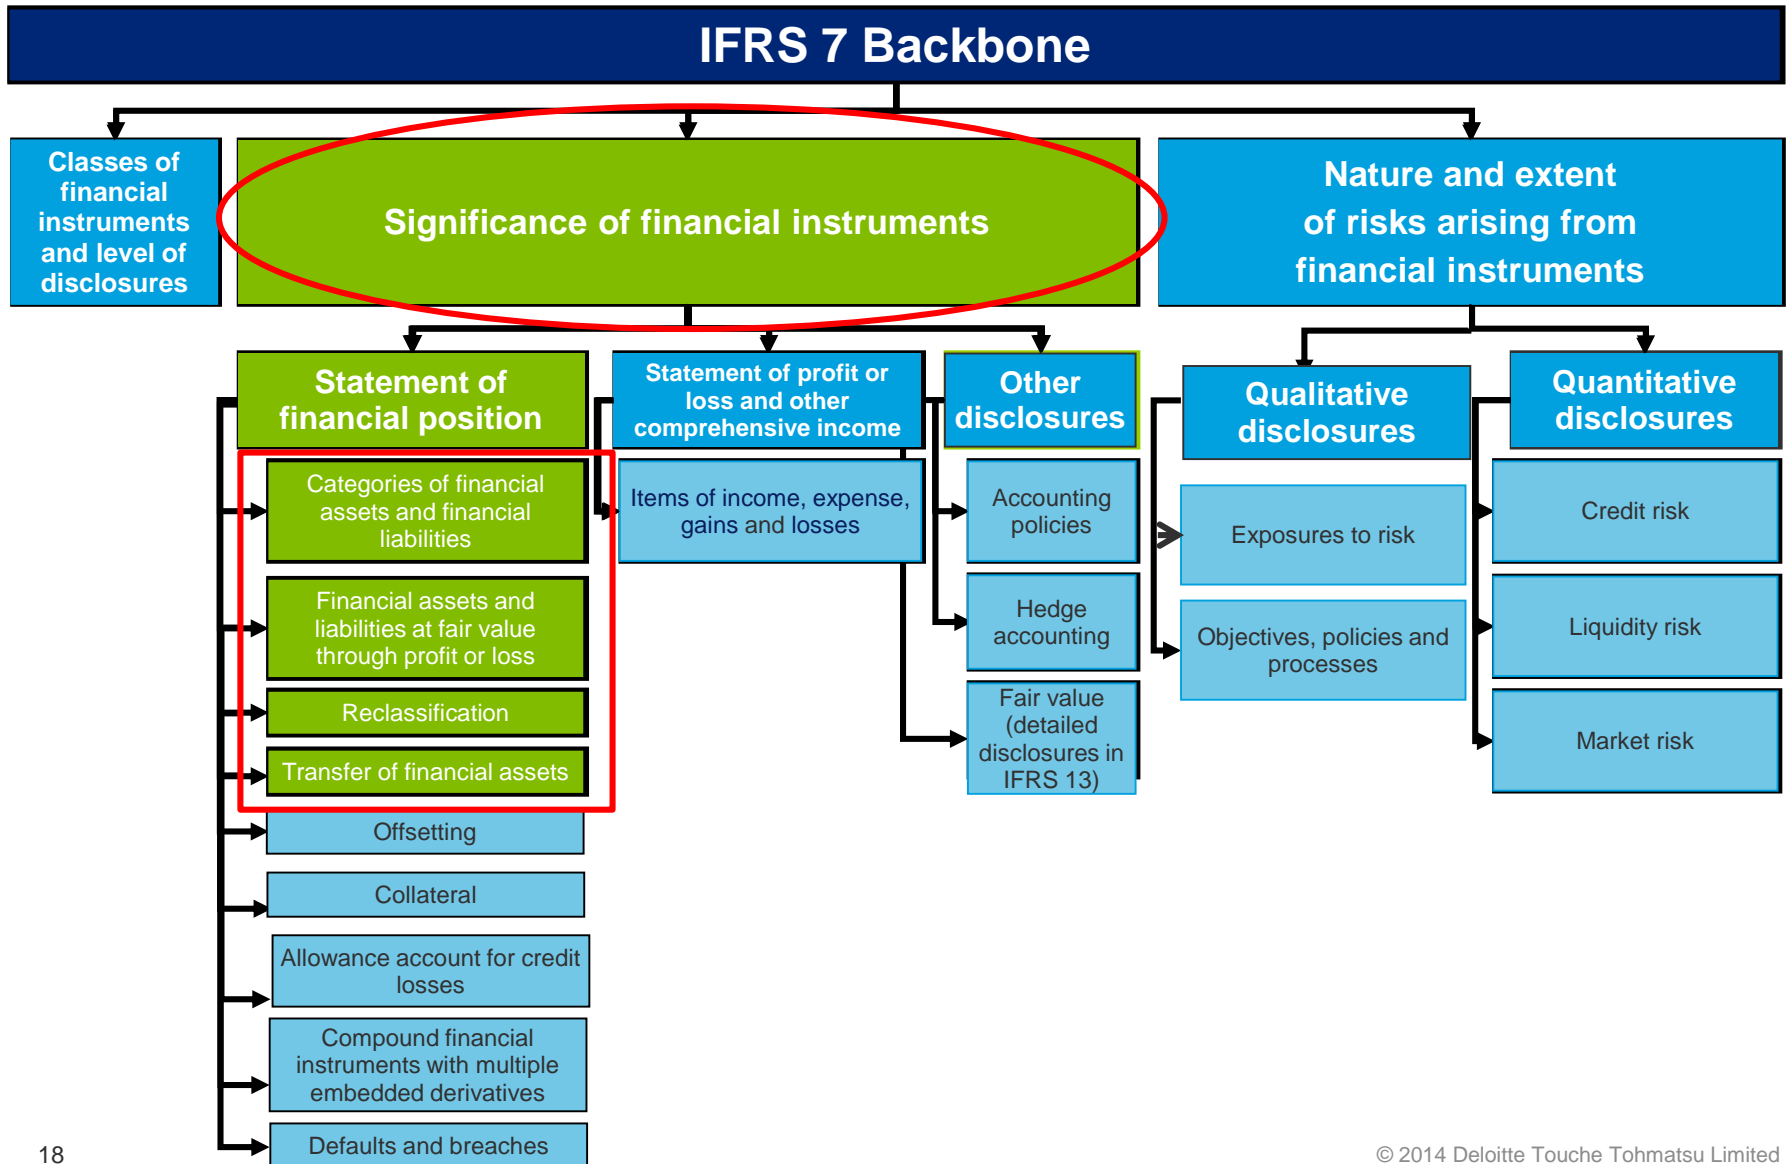 IFRS 7 Backbone
Classes of
financial
instruments
and level of
disclosures
Significance of financial instruments
Nature and extent
of risks arising from
financial instruments
Statement of
financial position
Categories of financial
assets and financial
liabilities
Financial assets and
liabilities at fair value
through profit or loss
Reclassification
Transfer of financial assets
Offsetting
Collateral
Allowance account for credit
losses
Compound financial
instruments with multiple
embedded derivatives
Defaults and breaches
Statement of profit or
loss and other
comprehensive income
Items of income, expense,
gains and losses
Other
disclosures
Accounting
policies
Hedge
accounting
Fair value
(detailed
disclosures in
IFRS 13)
Qualitative
disclosures
Exposures to risk
Objectives, policies and
processes
Quantitative
disclosures
Credit risk
Liquidity risk
Market risk
18
© 2014 Deloitte Touche Tohmatsu Limited